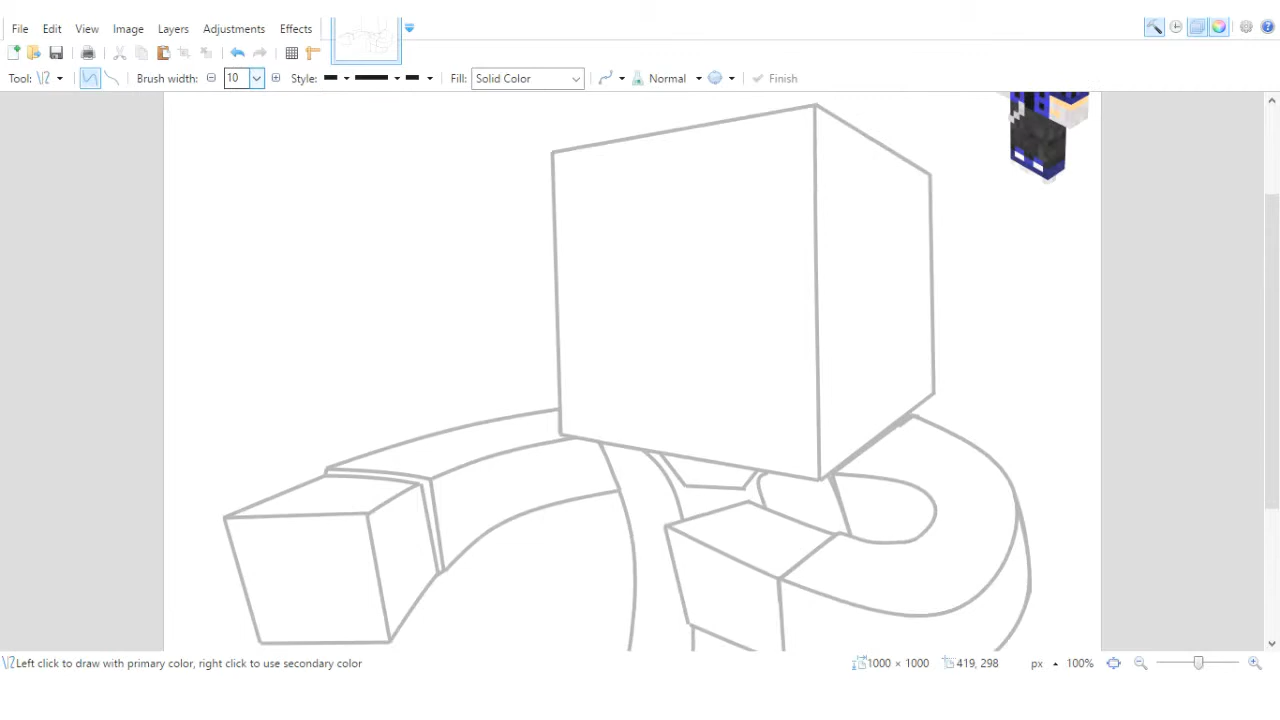 File Edit View Image Layers Adjustments Effects
Tool: Brush width: 10 Style: Fill: Solid Color Normal Finish
Left click to draw with primary color, right click to use secondary color 1000 × 1000 419, 298 px 100%